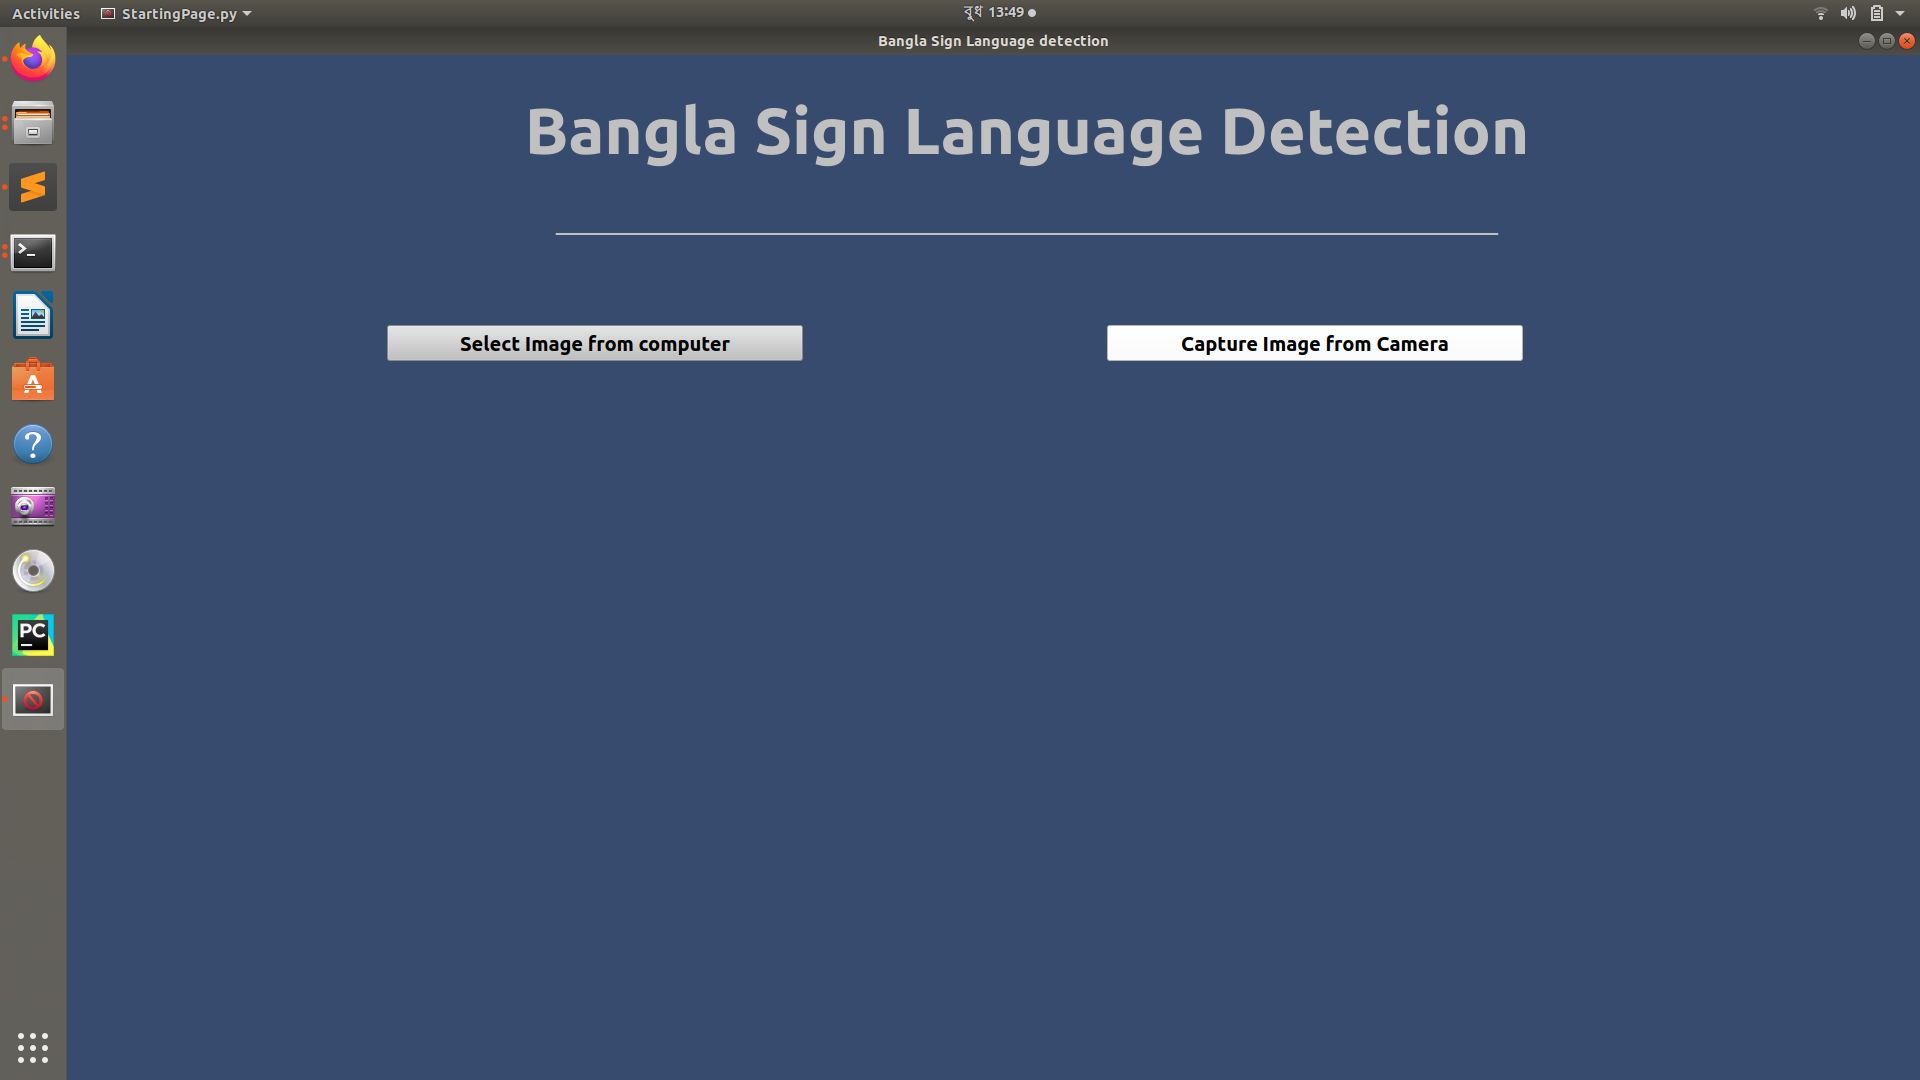 Activities StartingPage.py বুধ 13:49
Bangla Sign Language detection
Bangla Sign Language Detection
Select Image from computer Capture Image from Camera
A
?
PC